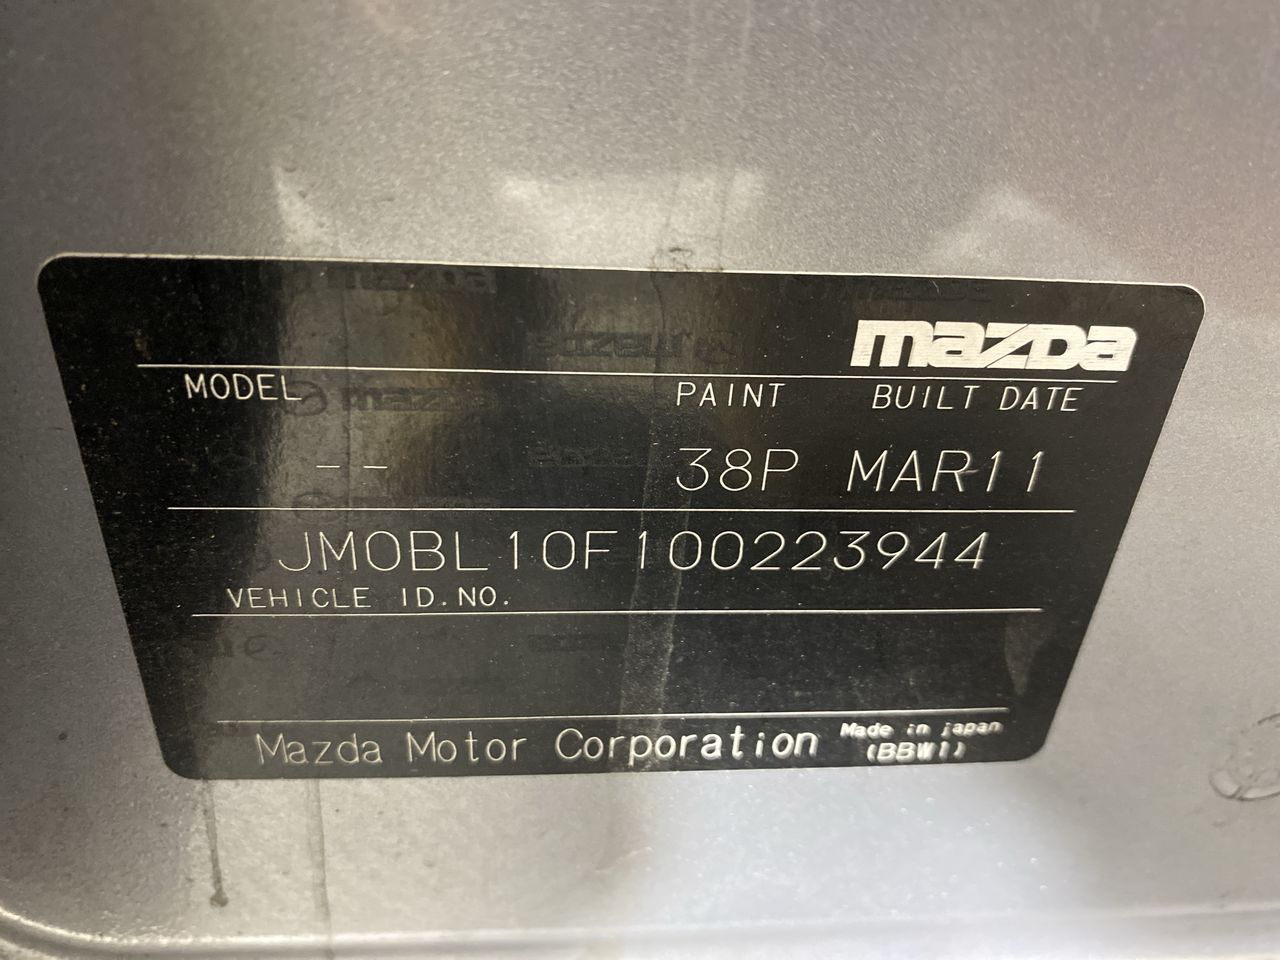 mazda
MODEL PAINT BUILT DATE
-- 38P MAR11
JM0BL10F100223944
VEHICLE ID.NO.
Mazda Motor Corporation Made in japan
(BBW1)